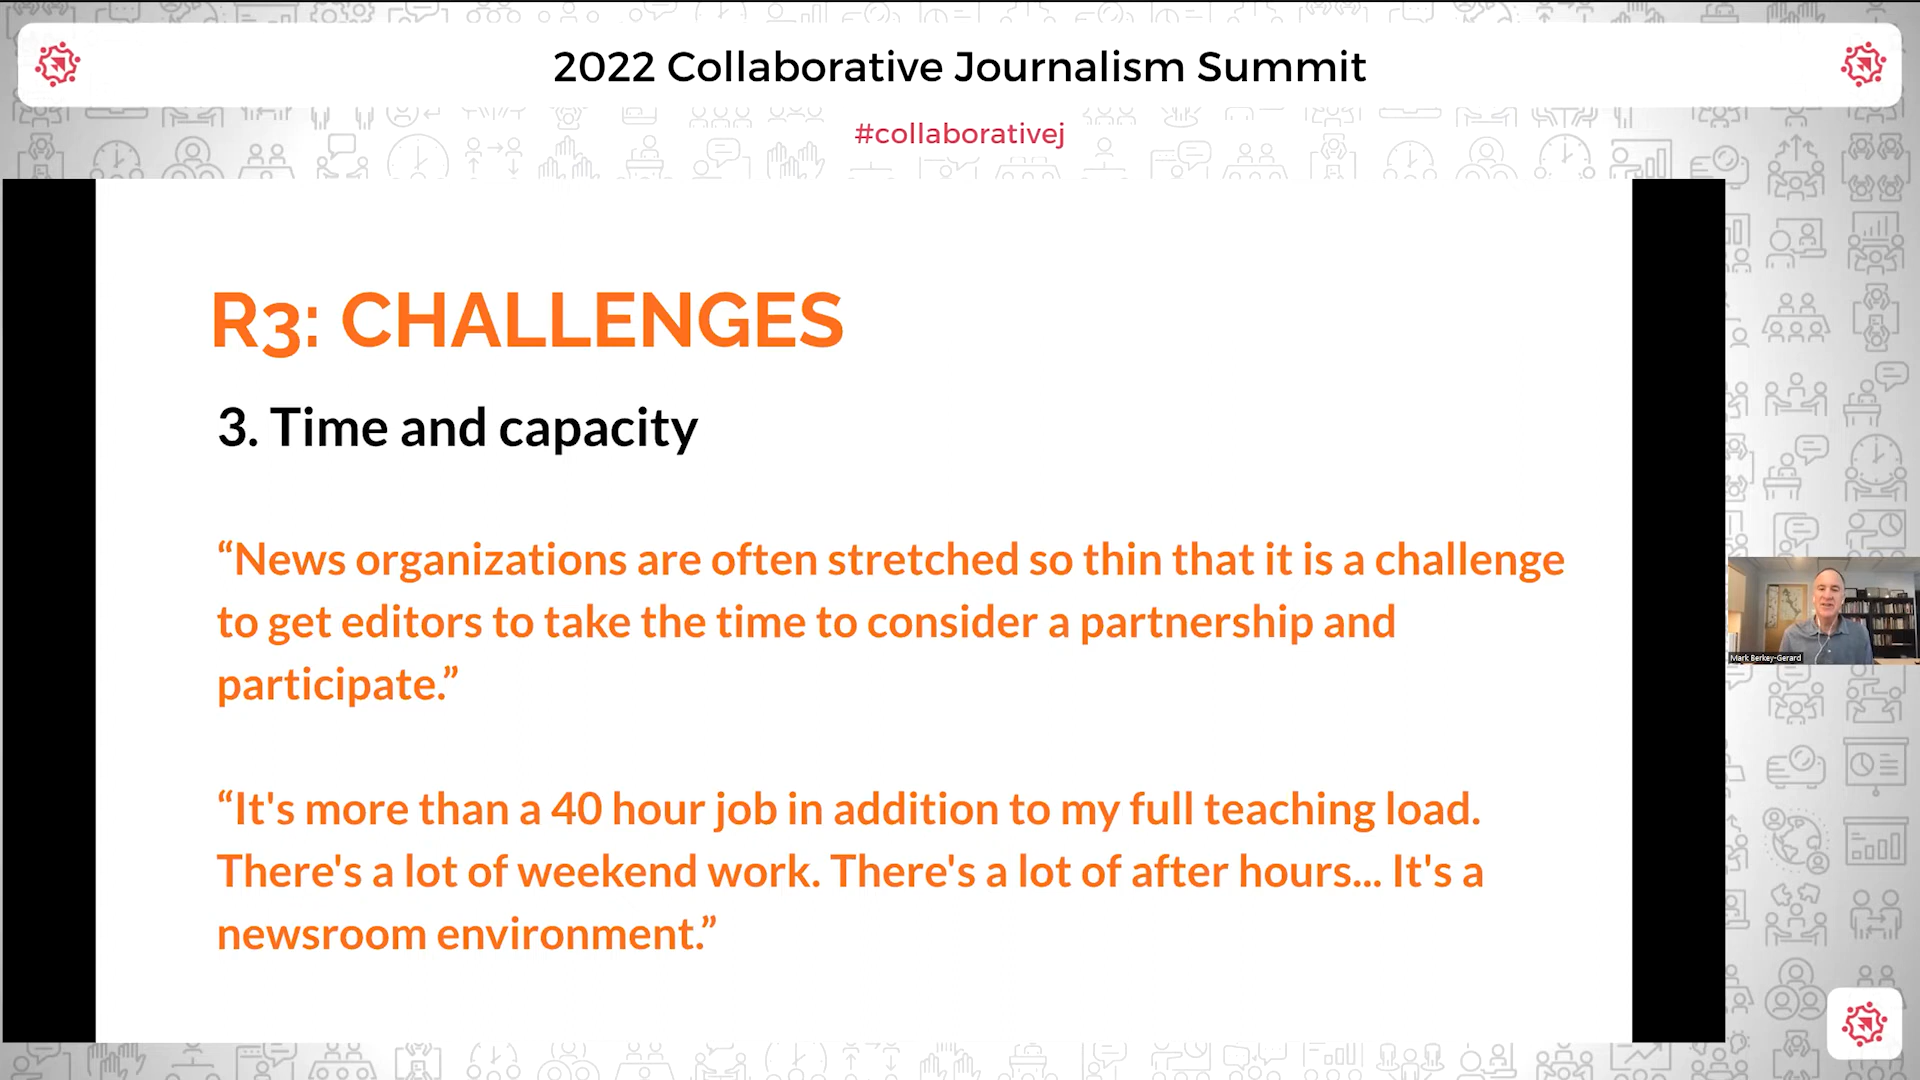 2022 Collaborative Journalism Summit
#collaborativej
R3: CHALLENGES
3. Time and capacity
“News organizations are often stretched so thin that it is a challenge
to get editors to take the time to consider a partnership and
participate.”
“It's more than a 40 hour job in addition to my full teaching load.
There's a lot of weekend work. There's a lot of after hours... It's a
newsroom environment.”
Mark Berkey-Gerard